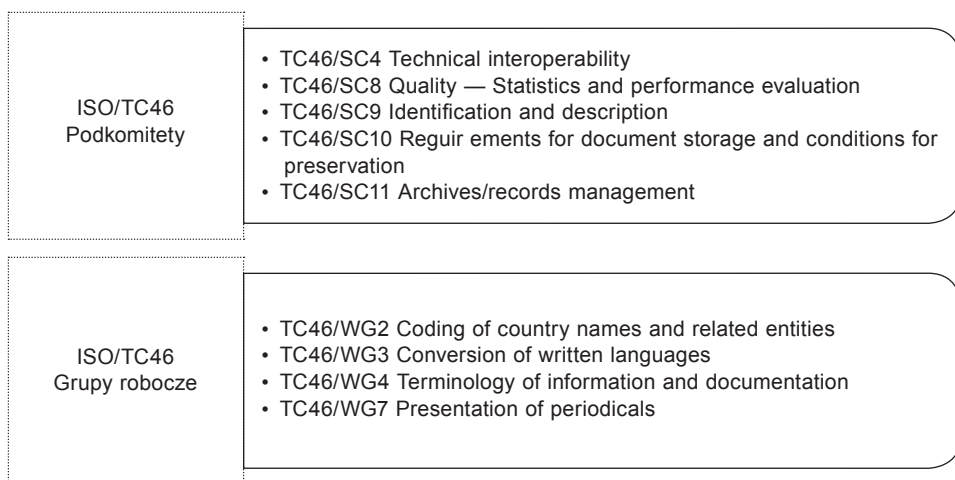 ISO/TC46
Podkomitety
• TC46/SC4 Technical interoperability
• TC46/SC8 Quality — Statistics and performance evaluation
• TC46/SC9 Identification and description
• TC46/SC10 Reguir ements for document storage and conditions for
preservation
• TC46/SC11 Archives/records management
ISO/TC46
Grupy robocze
• TC46/WG2 Coding of country names and related entities
• TC46/WG3 Conversion of written languages
• TC46/WG4 Terminology of information and documentation
• TC46/WG7 Presentation of periodicals